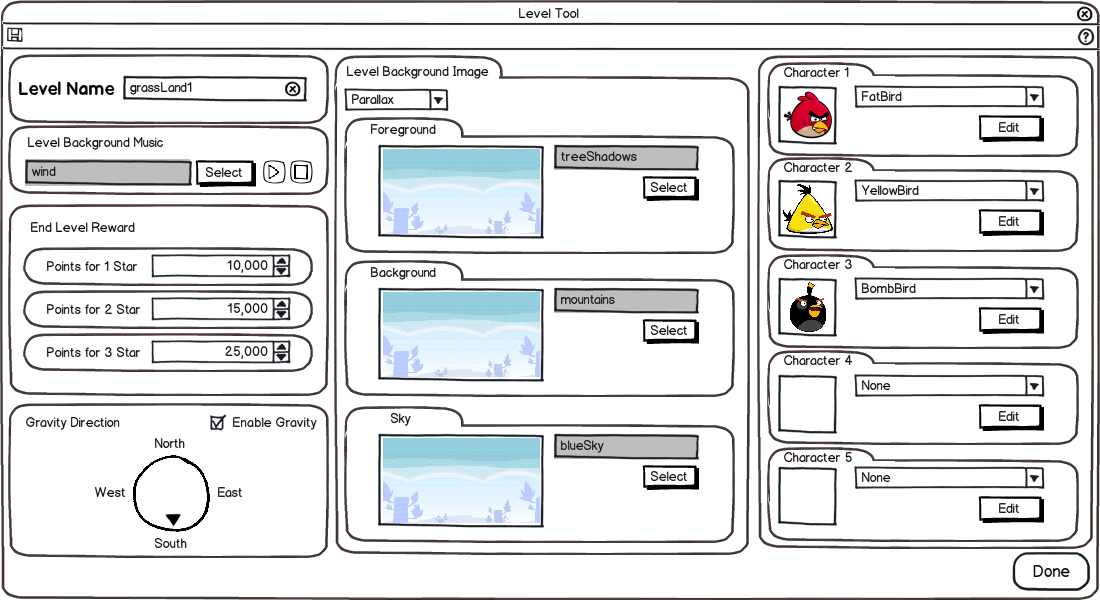 Level Tool
?
Level Name
grassLand1
Level Background Music
wind
Select
End Level Reward
Points for 1 Star
10,000
Points for 2 Star
15,000
Points for 3 Star
25,000
Gravity Direction
Enable Gravity
North
West
East
South
Level Background Image
Parallax
Foreground
treeShadows
Select
Background
mountains
Select
Sky
blueSky
Select
Character 1
FatBird
Edit
Character 2
YellowBird
Edit
Character 3
BombBird
Edit
Character 4
None
Edit
Character 5
None
Edit
Done